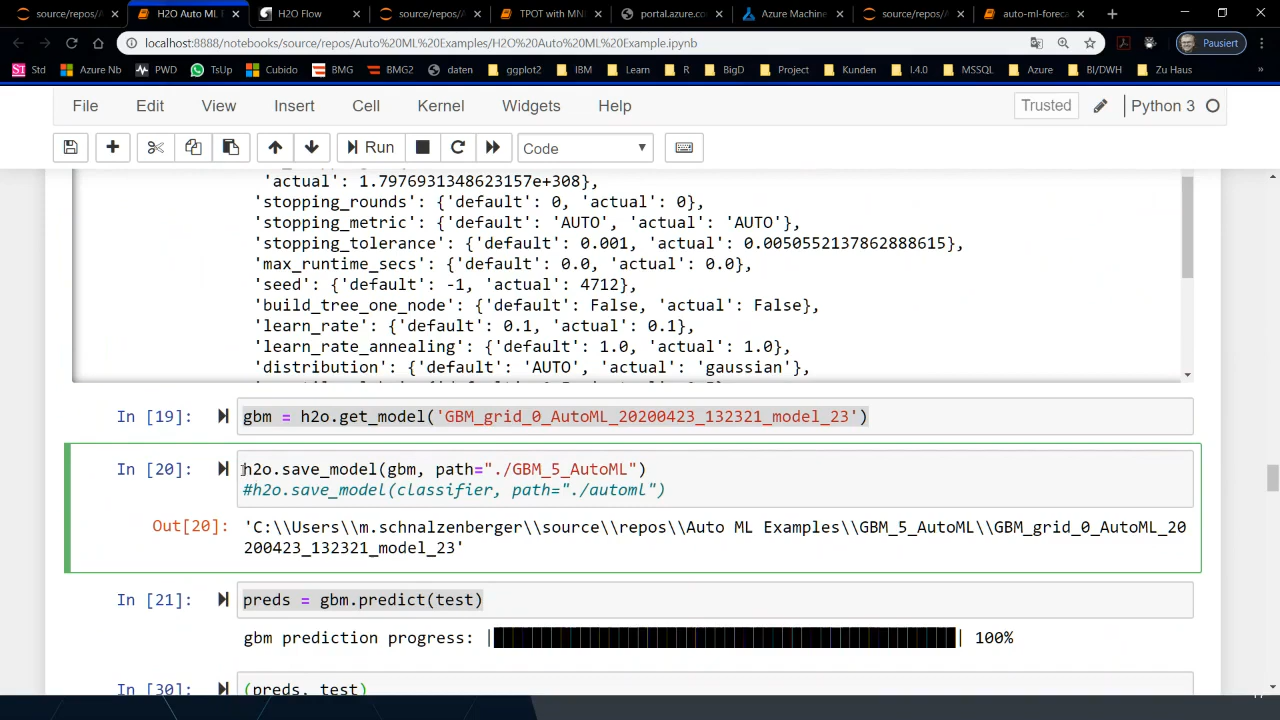 source/repos/
H2O Auto ML
H2O Flow
source/repos/A
TPOT with MN
portal.azure.co
Azure Machine
source/repos/A
auto-ml-foreca
localhost:8888/notebooks/source/repos/Auto%20ML%20Examples/H2O%20Auto%20ML%20Example.ipynb
Pausiert
ST Std
Azure Nb
PWD
TsUp
Cubido
BMG
BMG2
daten
ggplot2
IBM
Learn
R
BigD
Project
Kunden
I.4.0
MSSQL
Azure
BI/DWH
Zu Haus
»
File Edit View Insert Cell Kernel Widgets Help
Trusted
Python 3
Run
Code
'actual': 1.7976931348623157e+308},
'stopping_rounds': {'default': 0, 'actual': 0},
'stopping_metric': {'default': 'AUTO', 'actual': 'AUTO'},
'stopping_tolerance': {'default': 0.001, 'actual': 0.0050552137862888615},
'max_runtime_secs': {'default': 0.0, 'actual': 0.0},
'seed': {'default': -1, 'actual': 4712},
'build_tree_one_node': {'default': False, 'actual': False},
'learn_rate': {'default': 0.1, 'actual': 0.1},
'learn_rate_annealing': {'default': 1.0, 'actual': 1.0},
'distribution': {'default': 'AUTO', 'actual': 'gaussian'},
In [19]: gbm = h2o.get_model('GBM_grid_0_AutoML_20200423_132321_model_23')
In [20]: h2o.save_model(gbm, path="./GBM_5_AutoML")
#h2o.save_model(classifier, path="./automl")
Out[20]: 'C:\\Users\\m.schnalzenberger\\source\\repos\\Auto ML Examples\\GBM_5_AutoML\\GBM_grid_0_AutoML_20
200423_132321_model_23'
In [21]: preds = gbm.predict(test)
gbm prediction progress: |████████████████████████████████████████████████| 100%
In [30]: (preds, test)